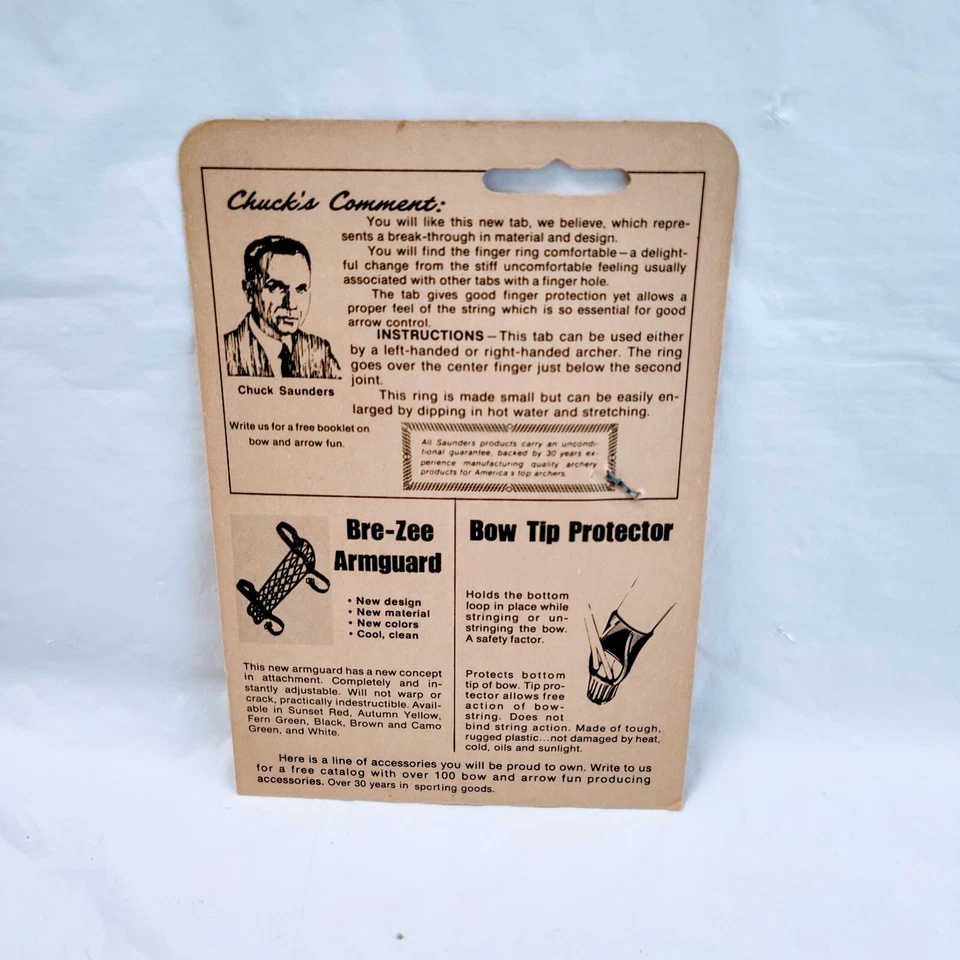 Chuck's Comment:
You will like this new tab, we believe, which repre-
sents a break-through in material and design.
You will find the finger ring comfortable—a delight-
ful change from the stiff uncomfortable feeling usually
associated with other tabs with a finger hole.
The tab gives good finger protection yet allows a
proper feel of the string which is so essential for good
arrow control.
INSTRUCTIONS—This tab can be used either
by a left-handed or right-handed archer. The ring
goes over the center finger just below the second
joint.
This ring is made small but can be easily en-
larged by dipping in hot water and stretching.
Chuck Saunders
Write us for a free booklet on
bow and arrow fun.
All Saunders products carry an uncondi-
tional guarantee, backed by 30 years ex-
perience manufacturing quality archery
products for America s top archers.
Bre-Zee
Armguard
• New design
• New material
• New colors
• Cool, clean
This new armguard has a new concept
in attachment. Completely and in-
stantly adjustable. Will not warp or
crack, practically indestructible. Avail-
able in Sunset Red, Autumn Yellow,
Fern Green, Black, Brown and Camo
Green, and White.
Bow Tip Protector
Holds the bottom
loop in place while
stringing or un-
stringing the bow.
A safety factor.
Protects bottom
tip of bow. Tip pro-
tector allows free
action of bow-
string. Does not
bind string action. Made of tough,
rugged plastic...not damaged by heat,
cold, oils and sunlight.
Here is a line of accessories you will be proud to own. Write to us
for a free catalog with over 100 bow and arrow fun producing
accessories. Over 30 years in sporting goods.